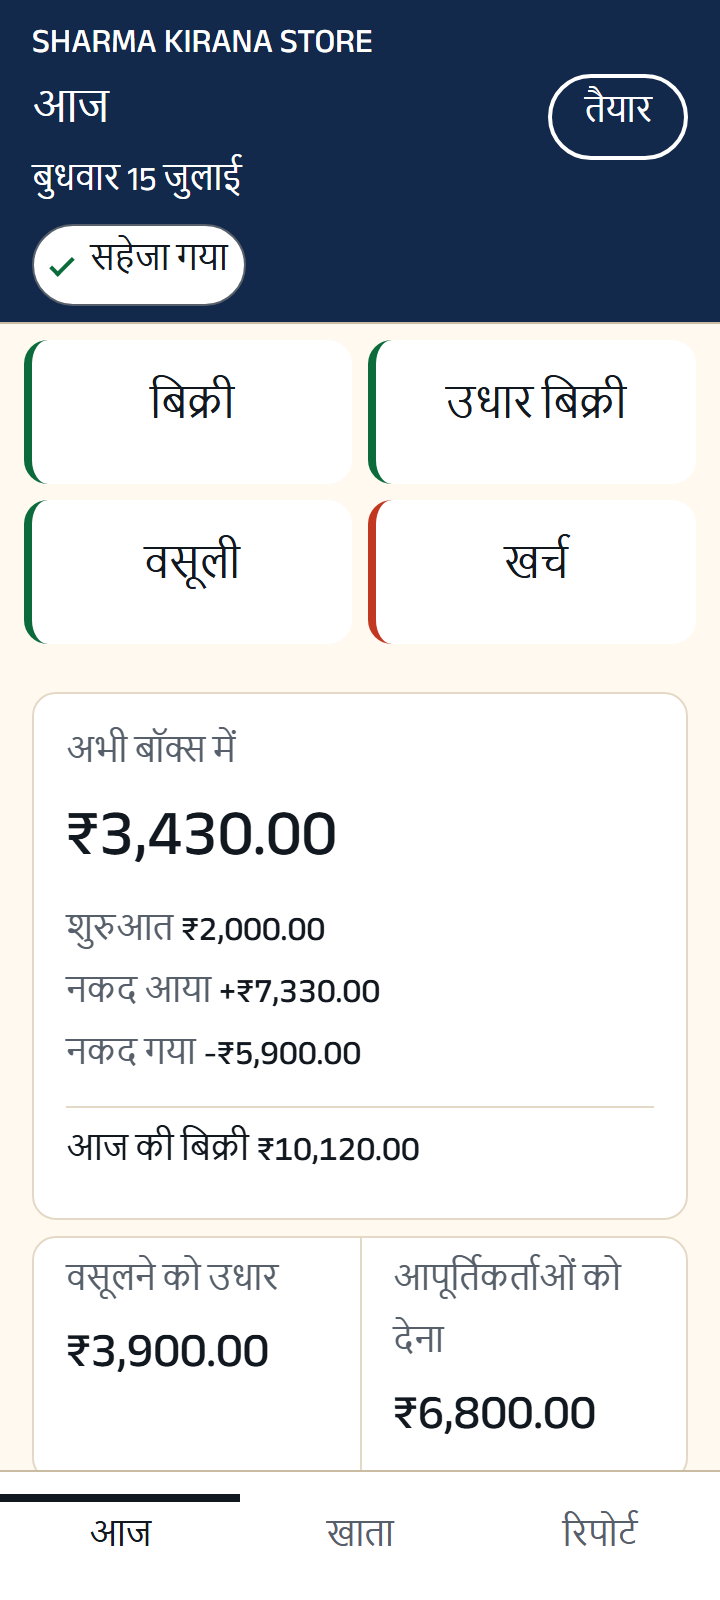 SHARMA KIRANA STORE
आज
तैयार
बुधवार 15 जुलाई
सहेजा गया
बिक्री
उधार बिक्री
वसूली
खर्च
अभी बॉक्स में
₹3,430.00
शुरुआत ₹2,000.00
नकद आया +₹7,330.00
नकद गया -₹5,900.00
आज की बिक्री ₹10,120.00
वसूलने को उधार
₹3,900.00
आपूर्तिकर्ताओं को
देना
₹6,800.00
आज
खाता
रिपोर्ट